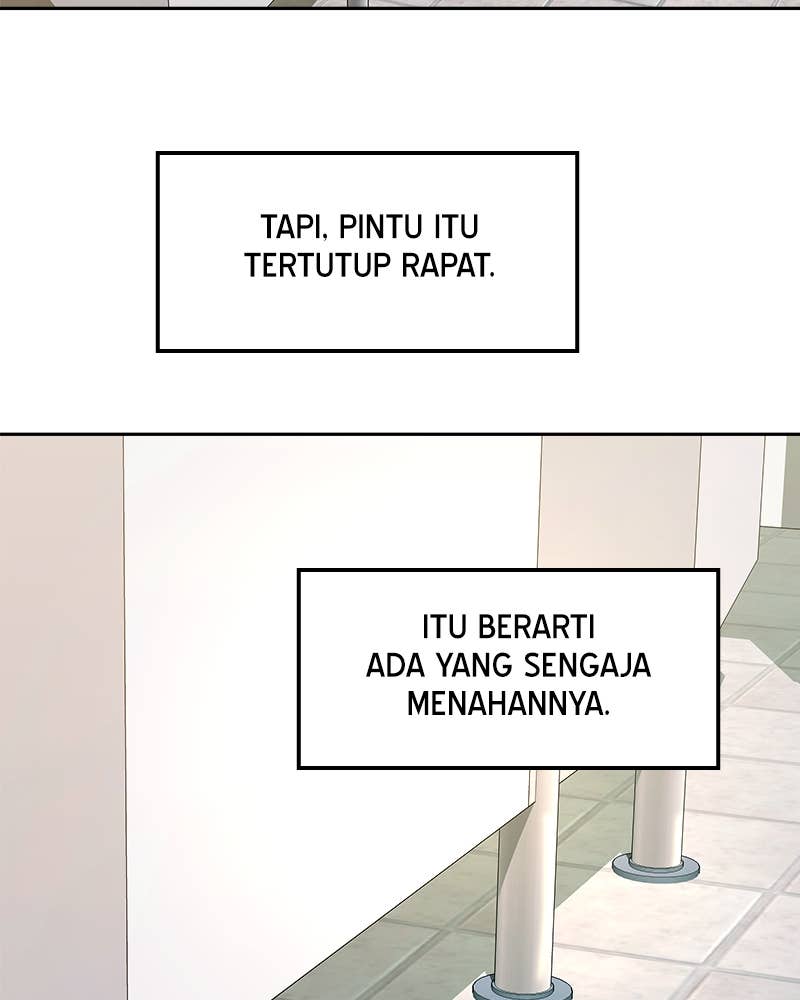 TAPI, PINTU ITU
TERTUTUP RAPAT.
ITU BERARTI
ADA YANG SENGAJA
MENAHANNYA.